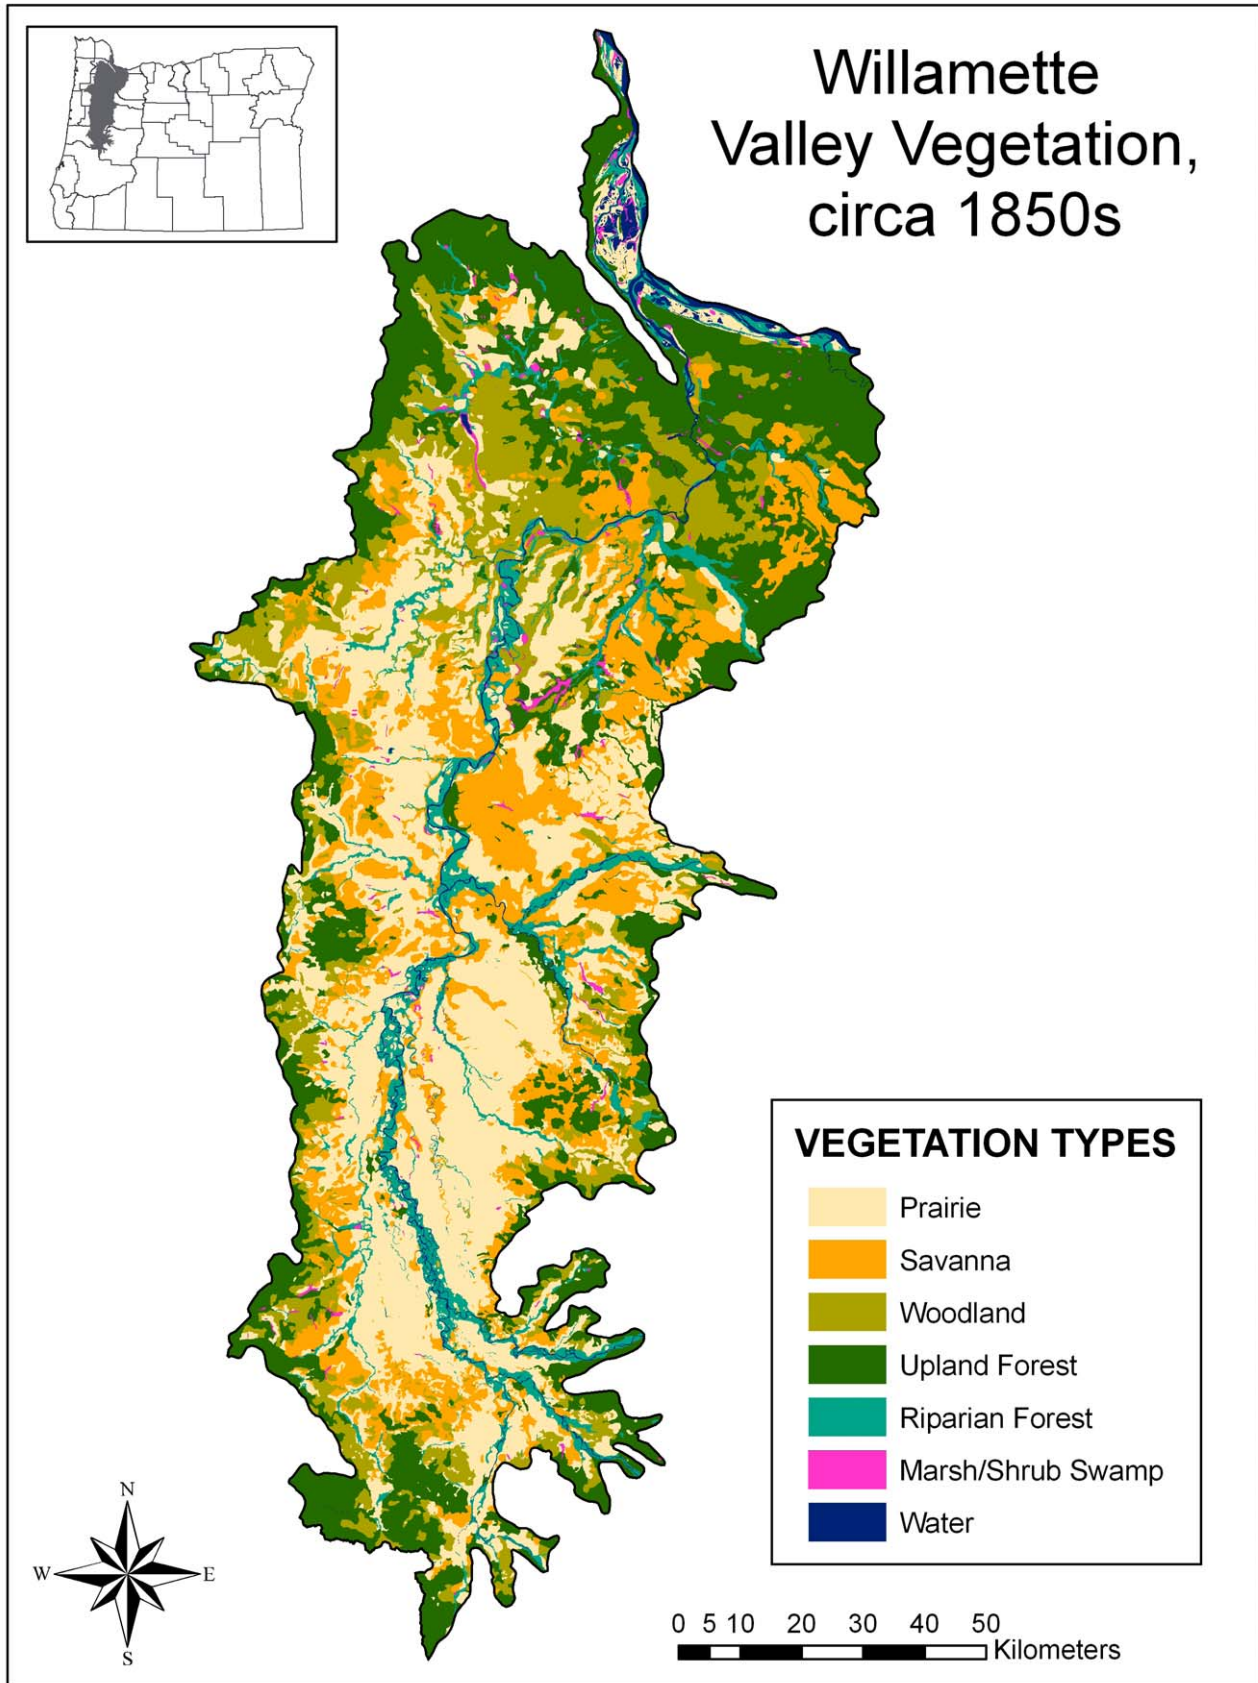 Willamette
Valley Vegetation,
circa 1850s
VEGETATION TYPES
Prairie
Savanna
Woodland
Upland Forest
Riparian Forest
Marsh/Shrub Swamp
Water
N
W E
S
0 5 10 20 30 40 50
Kilometers